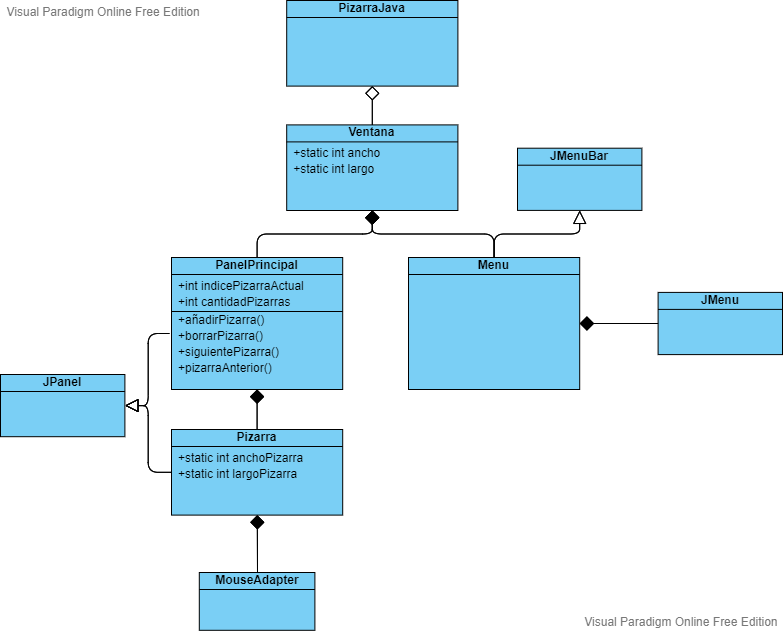 Visual Paradigm Online Free Edition
PizarraJava
Ventana
+static int ancho
+static int largo
JMenuBar
PanelPrincipal
+int indicePizarraActual
+int cantidadPizarras
+añadirPizarra()
+borrarPizarra()
+siguientePizarra()
+pizarraAnterior()
Menu
JMenu
JPanel
Pizarra
+static int anchoPizarra
+static int largoPizarra
MouseAdapter
Visual Paradigm Online Free Edition